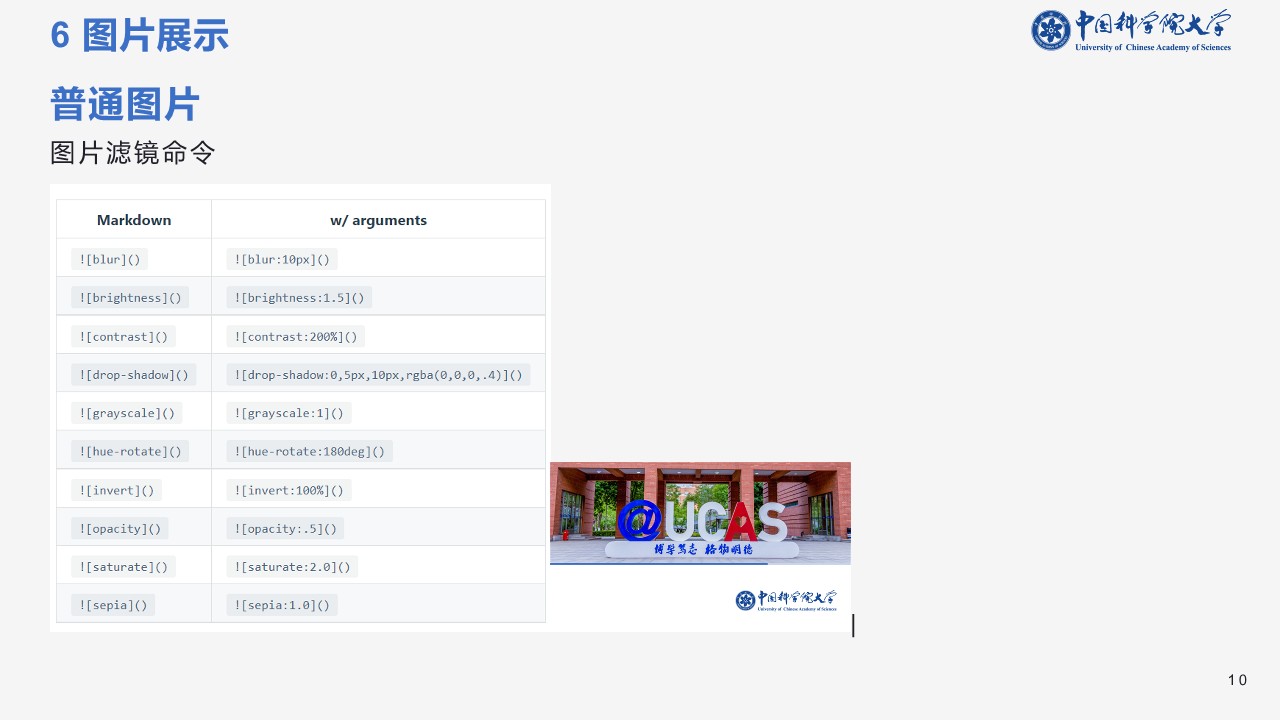 6 图片展示
中国科学院大学
University of Chinese Academy of Sciences
普通图片
图片滤镜命令
Markdown w/ arguments
![blur]() ![blur:10px]()
![brightness]() ![brightness:1.5]()
![contrast]() ![contrast:200%]()
![drop-shadow]() ![drop-shadow:0,5px,10px,rgba(0,0,0,.4)]()
![grayscale]() ![grayscale:1]()
![hue-rotate]() ![hue-rotate:180deg]()
![invert]() ![invert:100%]()
![opacity]() ![opacity:.5]()
![saturate]() ![saturate:2.0]()
![sepia]() ![sepia:1.0]()
@UCAS
博学笃志 格物明德
中国科学院大学
University of Chinese Academy of Sciences
10